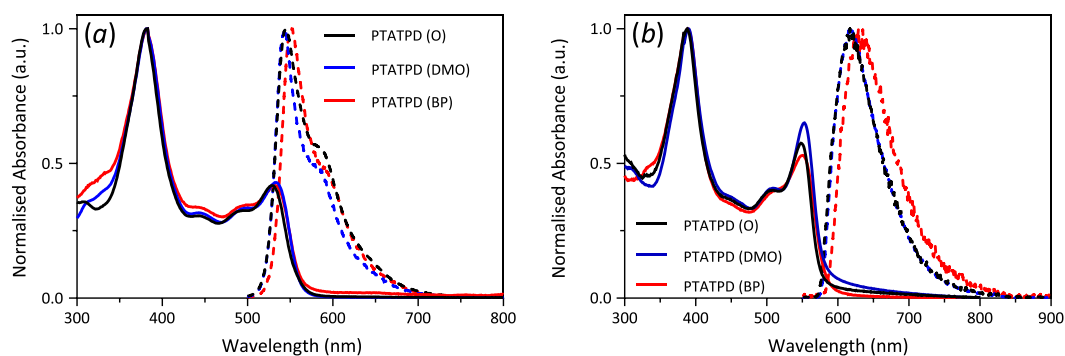 (a)
PTATPD (O)
PTATPD (DMO)
PTATPD (BP)
Normalised Absorbance (a.u.)
1.0
0.5
0.0
300 400 500 600 700 800
Wavelength (nm)
(b)
PTATPD (O)
PTATPD (DMO)
PTATPD (BP)
Normalised Absorbance (a.u.)
1.0
0.5
0.0
300 400 500 600 700 800 900
Wavelength (nm)